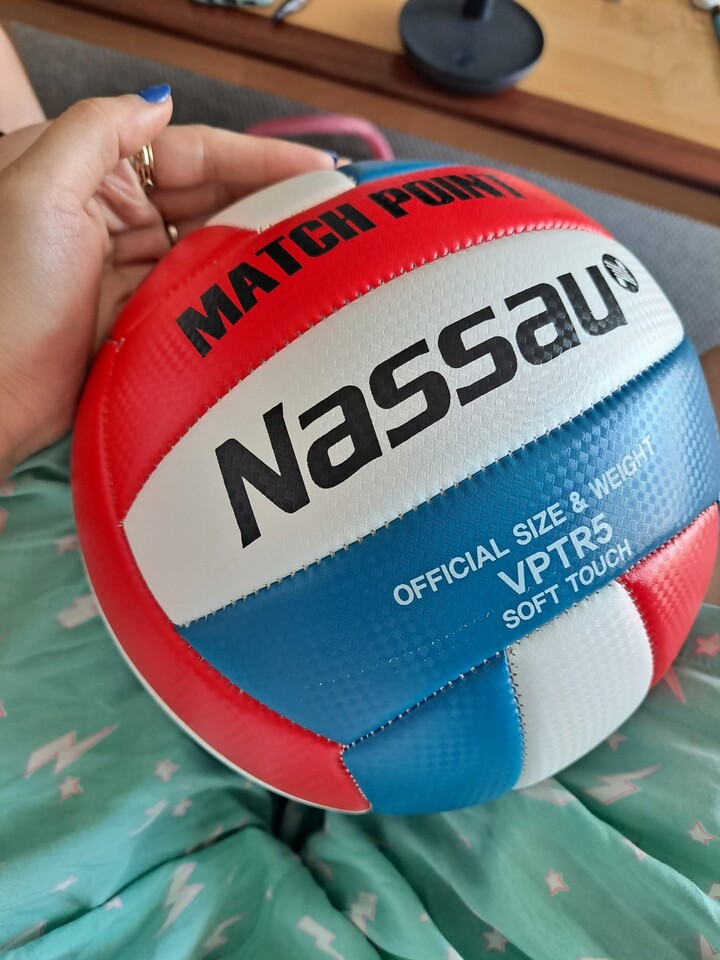 MATCH POINT
Nassau
OFFICIAL SIZE & WEIGHT
VPTR5
SOFT TOUCH